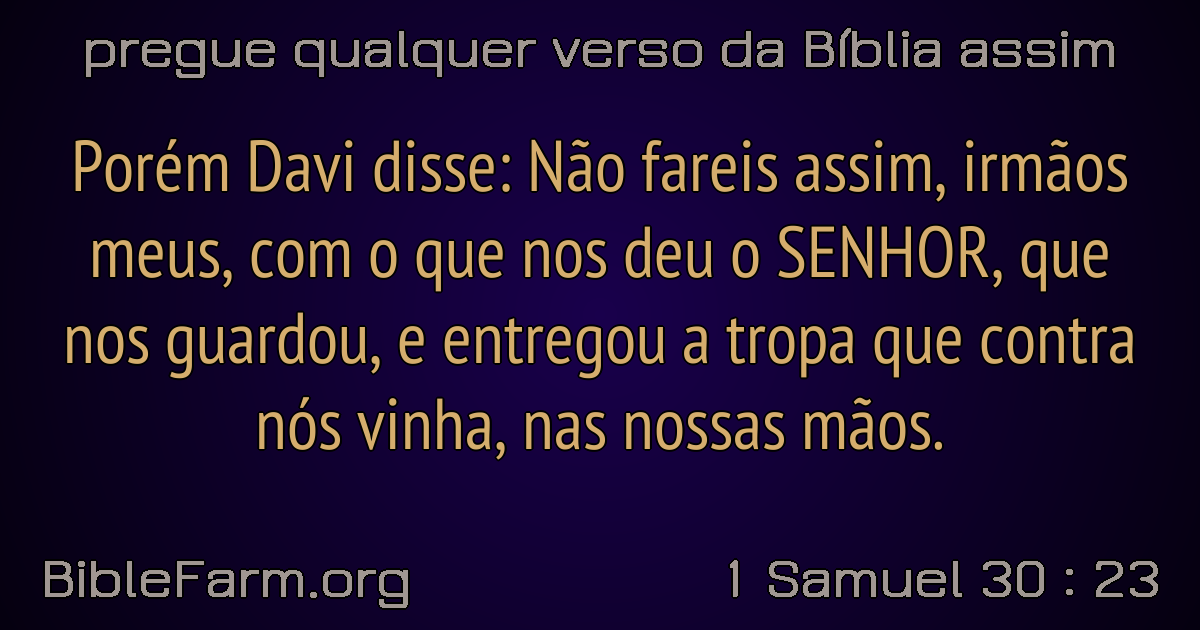 pregue qualquer verso da Bíblia assim
Porém Davi disse: Não fareis assim, irmãos
meus, com o que nos deu o SENHOR, que
nos guardou, e entregou a tropa que contra
nós vinha, nas nossas mãos.
BibleFarm.org
1 Samuel 30 : 23